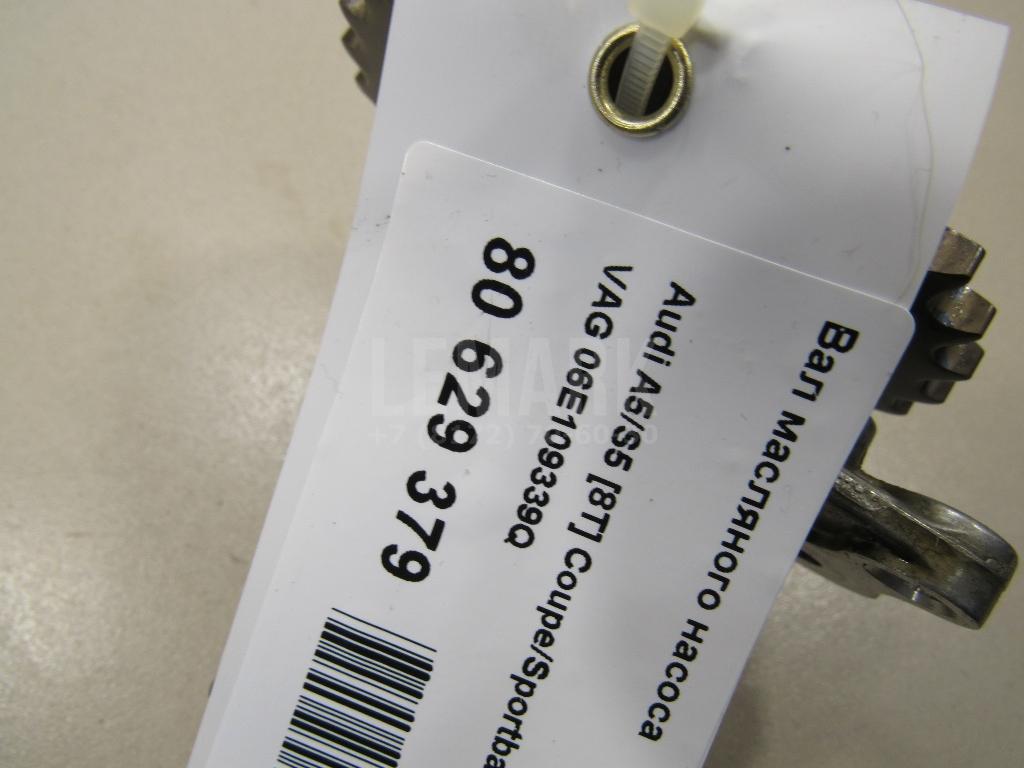 Вал масляного насоса
Audi A5/S5 [8T] Coupe/Sportba
VAG 06E109339Q
80 629 379